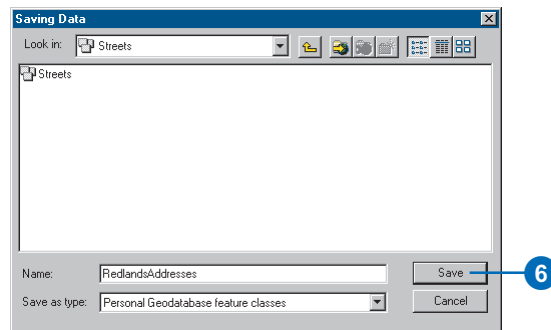 Saving Data
Look in: Streets
Streets
Name: RedlandsAddresses Save 6
Save as type: Personal Geodatabase feature classes Cancel